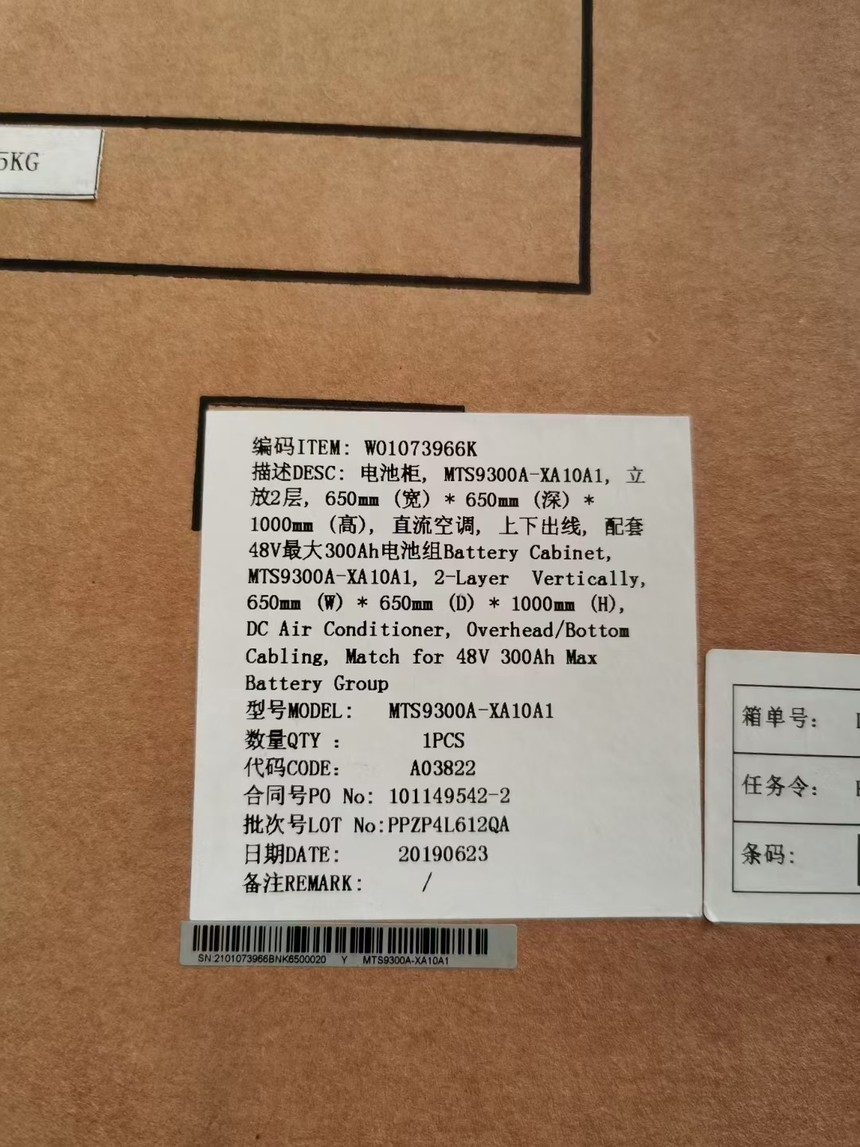 5KG
编码ITEM: W01073966K
描述DESC: 电池柜, MTS9300A-XA10A1, 立
放2层, 650mm (宽) * 650mm (深) *
1000mm (高), 直流空调, 上下出线, 配套
48V最大300Ah电池组Battery Cabinet,
MTS9300A-XA10A1, 2-Layer Vertically,
650mm (W) * 650mm (D) * 1000mm (H),
DC Air Conditioner, Overhead/Bottom
Cabling, Match for 48V 300Ah Max
Battery Group
型号MODEL: MTS9300A-XA10A1
数量QTY : 1PCS
代码CODE: A03822
合同号PO No: 101149542-2
批次号LOT No:PPZP4L612QA
日期DATE: 20190623
备注REMARK: /
SN:2101073966BNK6500020 Y MTS9300A-XA10A1
箱单号:
任务令:
条码: